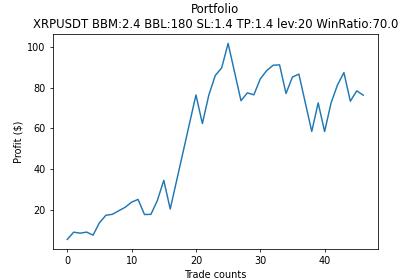 Portfolio
XRPUSDT BBM:2.4 BBL:180 SL:1.4 TP:1.4 lev:20 WinRatio:70.0
100
80
60
40
20
Profit ($)
0 10 20 30 40
Trade counts